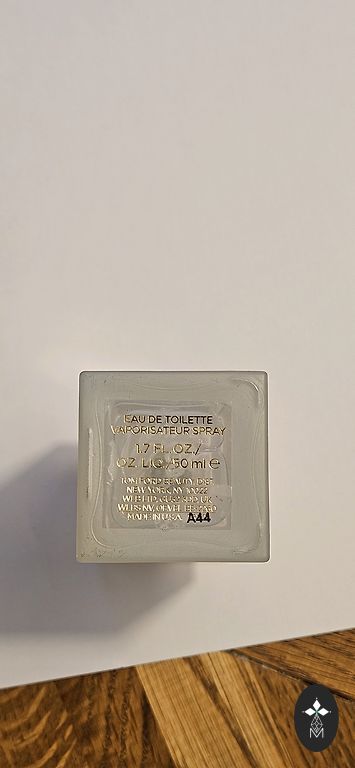 EAU DE TOILETTE
VAPORISATEUR SPRAY
1.7 FL.OZ./
OZ. LIQ./50 ml ℮
TOM FORD BEAUTY, DIST.
NEW YORK, NY 10022
MADE IN U.S.A. A44
M